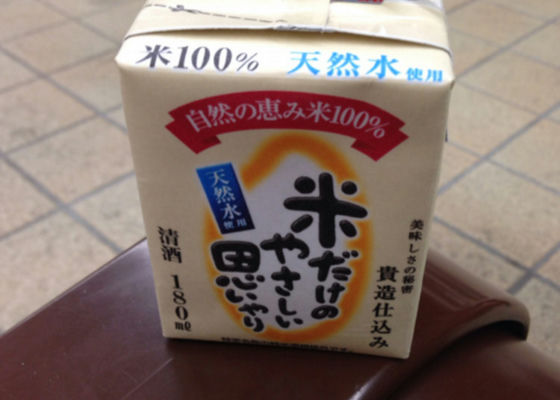 米100% 天然水使用
自然の恵み米100%
天然水使用
米だけの
やさしい
思いやり
清酒 180㎖
美味しさの秘密
貴造仕込み